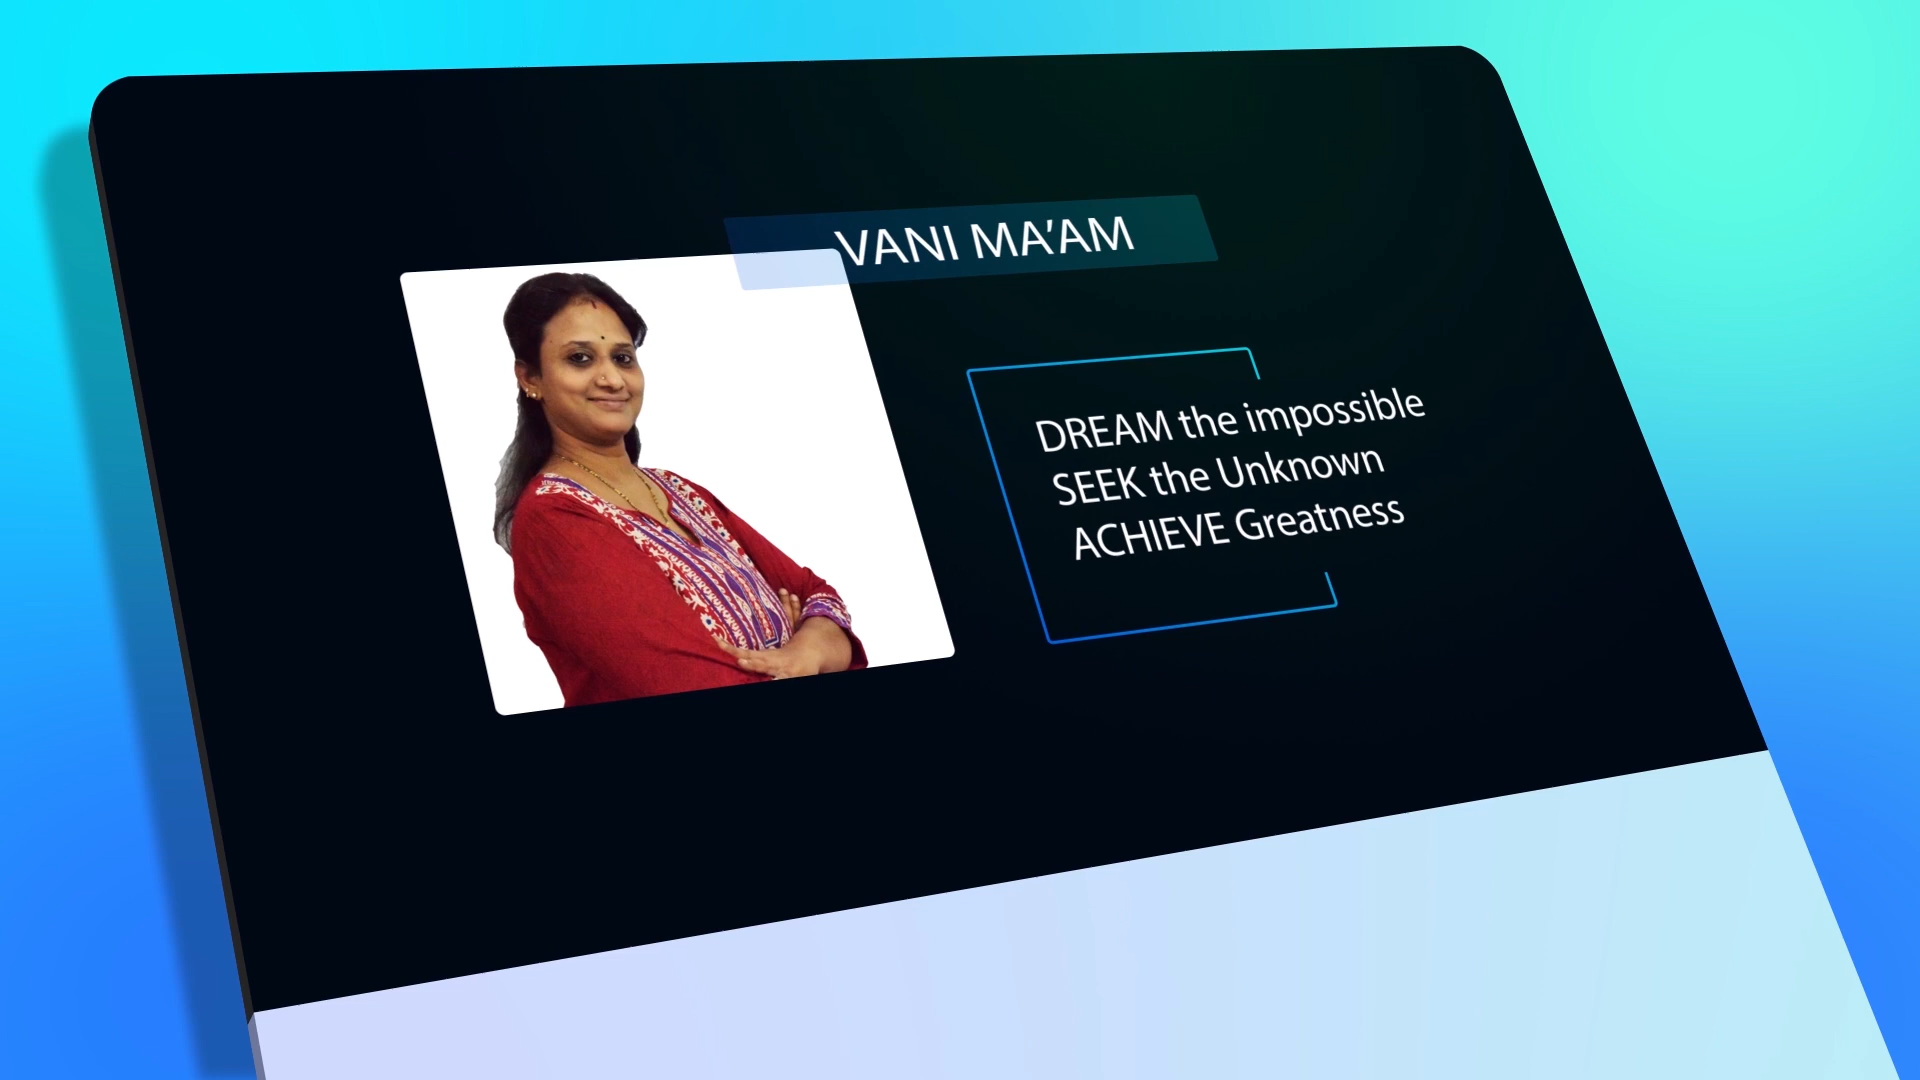 VANI MA’AM
DREAM the impossible
SEEK the Unknown
ACHIEVE Greatness